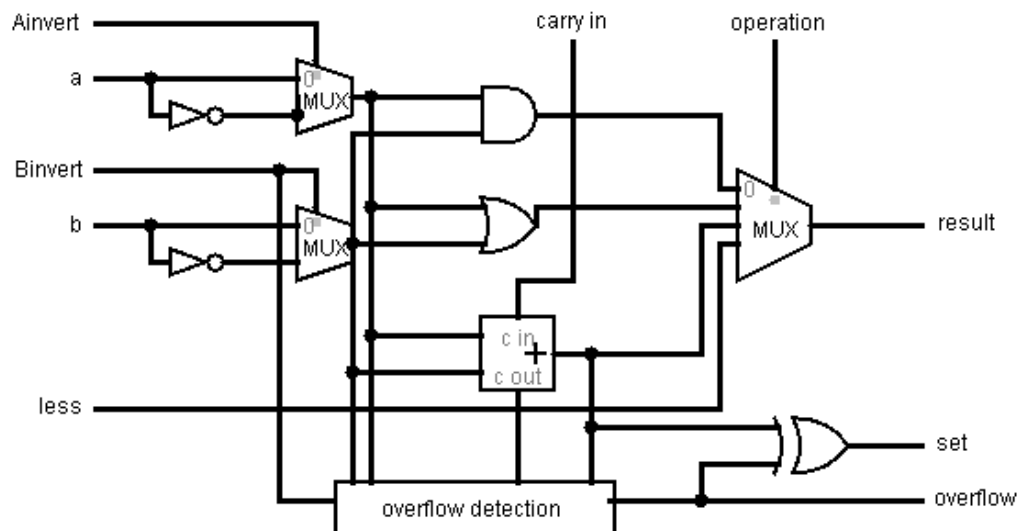 Ainvert
carry in
operation
a
0
MUX
Binvert
0
b
0
MUX
MUX
result
c in
+
c out
less
set
overflow detection
overflow